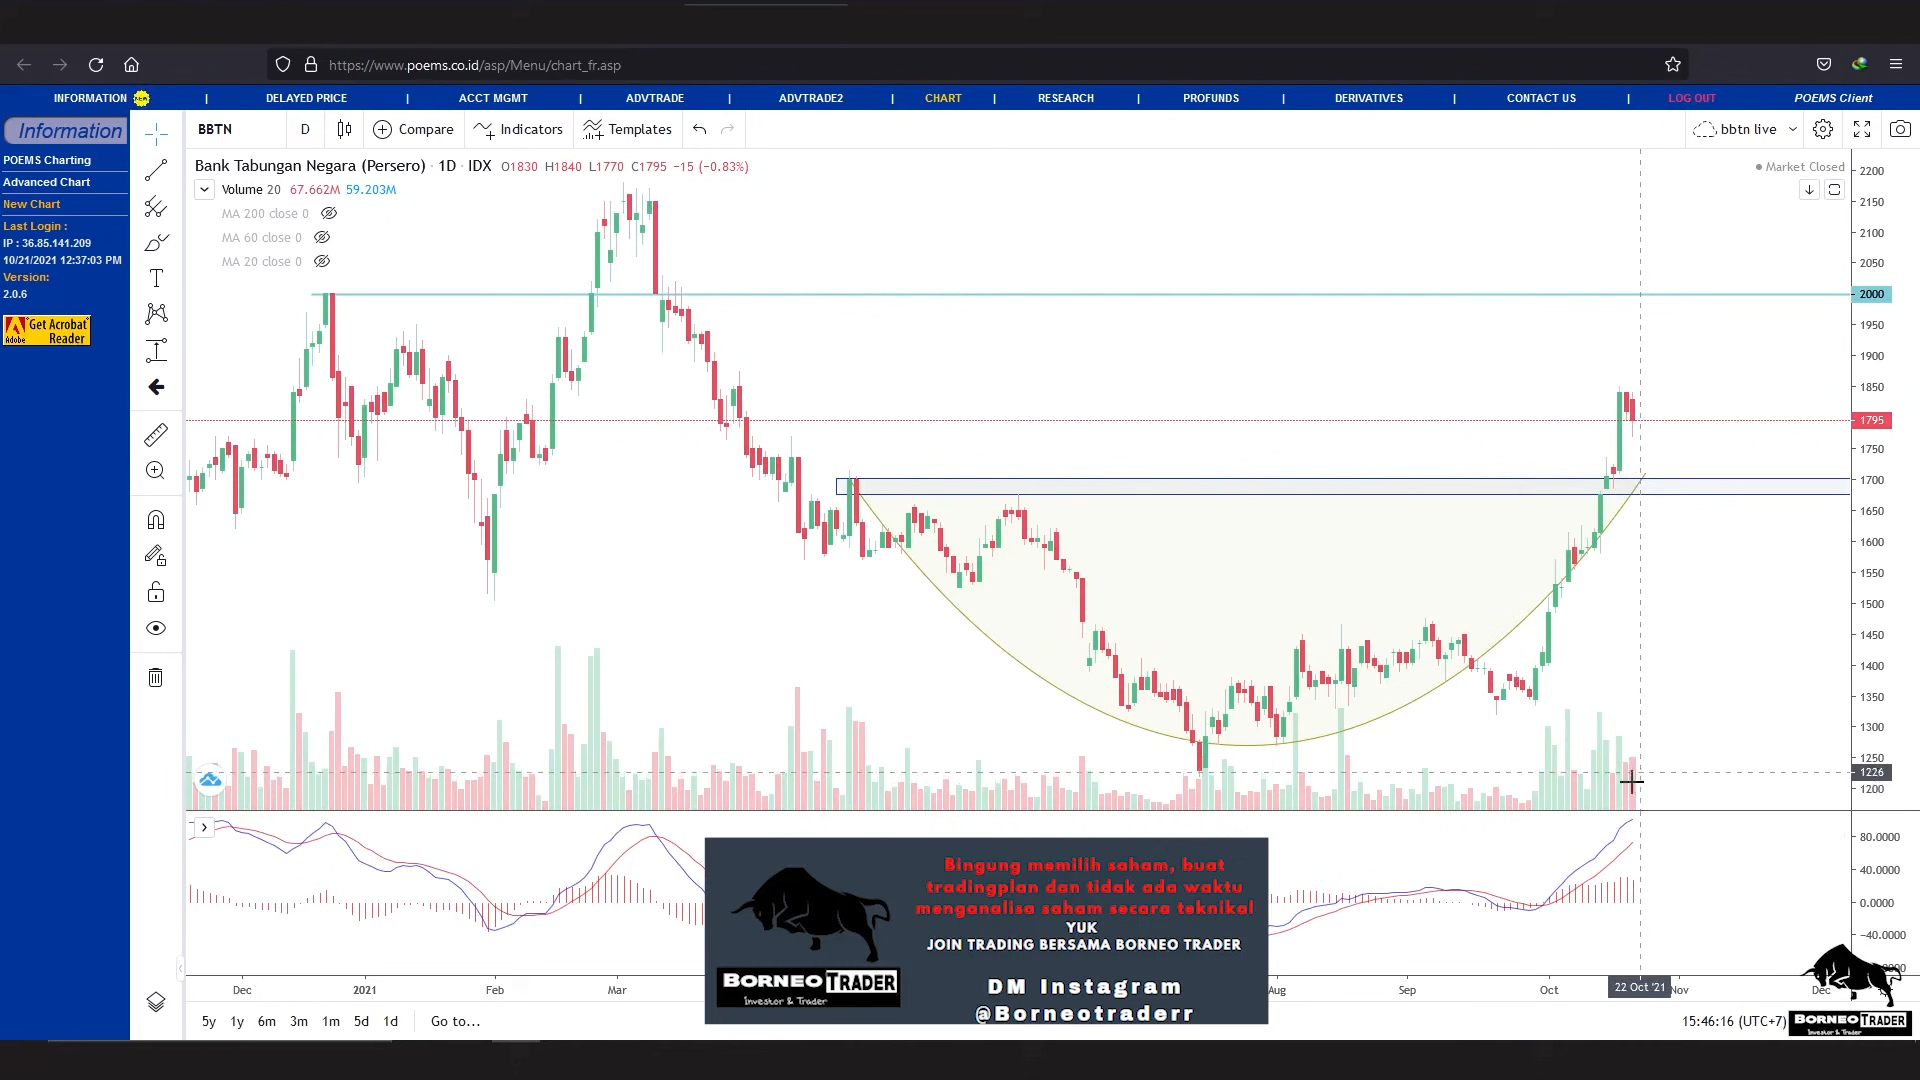 https://www.poems.co.id/asp/Menu/chart_fr.asp
INFORMATION NEW | DELAYED PRICE | ACCT MGMT | ADVTRADE | ADVTRADE2 | CHART | RESEARCH | PROFUNDS | DERIVATIVES | CONTACT US | LOG OUT POEMS Client
Information
POEMS Charting
Advanced Chart
New Chart
Last Login :
IP : 36.85.141.209
10/21/2021 12:37:03 PM
Version:
2.0.6
Get Acrobat
Adobe Reader
BBTN D Compare Indicators Templates bbtn live
Bank Tabungan Negara (Persero) · 1D · IDX O1830 H1840 L1770 C1795 −15 (−0.83%)
Market Closed
Volume 20 67.662M 59.203M
MA 200 close 0
MA 60 close 0
MA 20 close 0
2200
2150
2100
2050
2000
1950
1900
1850
1795
1750
1700
1650
1600
1550
1500
1450
1400
1350
1300
1250
1226
1200
80.0000
40.0000
0.0000
−40.0000
Bingung memilih saham, buat
tradingplan dan tidak ada waktu
menganalisa saham secara teknikal
YUK
JOIN TRADING BERSAMA BORNEO TRADER
DM Instagram
@Borneotraderr
BORNEO TRADER
Investor & Trader
Dec 2021 Feb Mar Aug Sep Oct 22 Oct '21 Nov Dec
5y 1y 6m 3m 1m 5d 1d Go to...
15:46:16 (UTC+7)
BORNEO TRADER
Investor & Trader